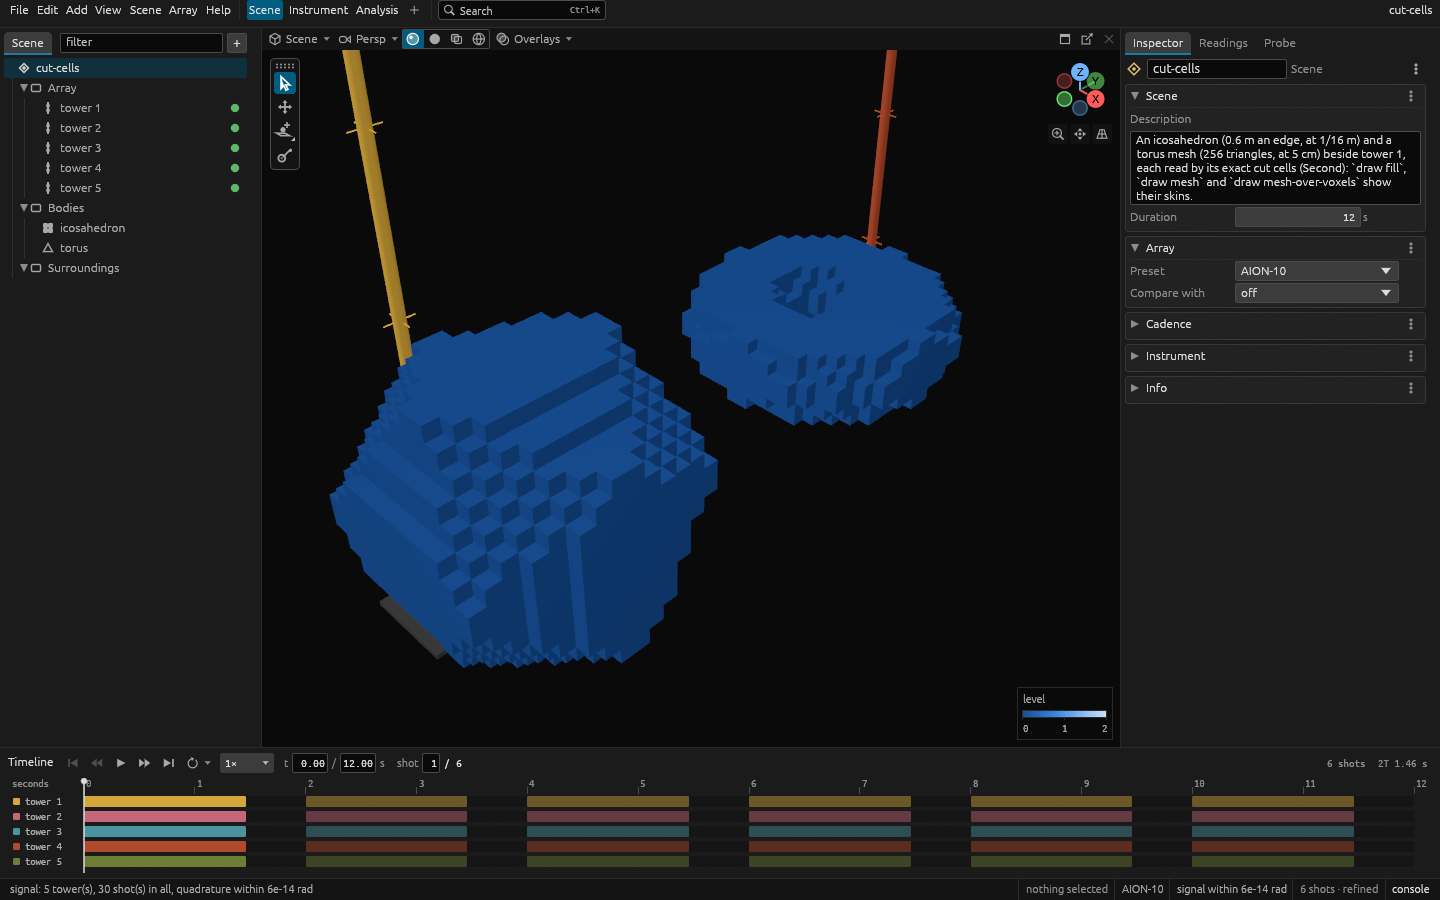 File Edit Add View Scene Array Help Scene Instrument Analysis + Search Ctrl+K cut-cells
Scene filter +
Scene Persp Overlays
Inspector Readings Probe
cut-cells
cut-cells Scene
Array
tower 1
tower 2
tower 3
tower 4
tower 5
Bodies
icosahedron
torus
Surroundings
Z
Y
X
Scene
Description
An icosahedron (0.6 m an edge, at 1/16 m) and a
torus mesh (256 triangles, at 5 cm) beside tower 1,
each read by its exact cut cells (Second): `draw fill`,
`draw mesh` and `draw mesh-over-voxels` show
their skins.
Duration 12 s
Array
Preset AION-10
Compare with off
Cadence
Instrument
Info
level
0 1 2
Timeline 1× t 0.00 / 12.00 s shot 1 / 6 6 shots 2T 1.46 s
seconds 0 1 2 3 4 5 6 7 8 9 10 11 12
tower 1
tower 2
tower 3
tower 4
tower 5
signal: 5 tower(s), 30 shot(s) in all, quadrature within 6e-14 rad nothing selected AION-10 signal within 6e-14 rad 6 shots · refined console